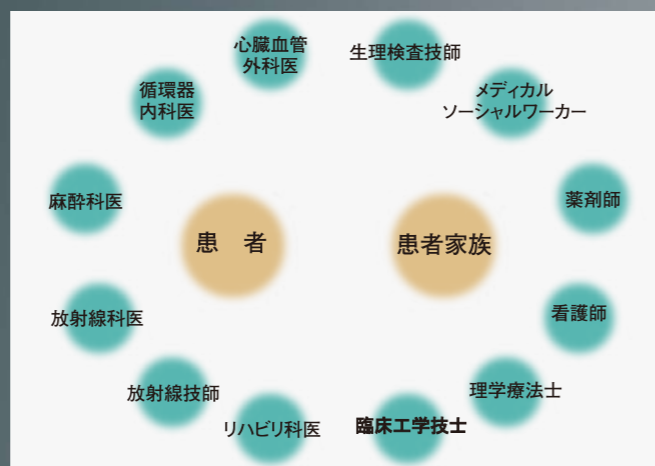 心臓血管
外科医
生理検査技師
循環器
内科医
メディカル
ソーシャルワーカー
麻酔科医
薬剤師
患　者
患者家族
放射線科医
看護師
放射線技師
理学療法士
リハビリ科医
臨床工学技士